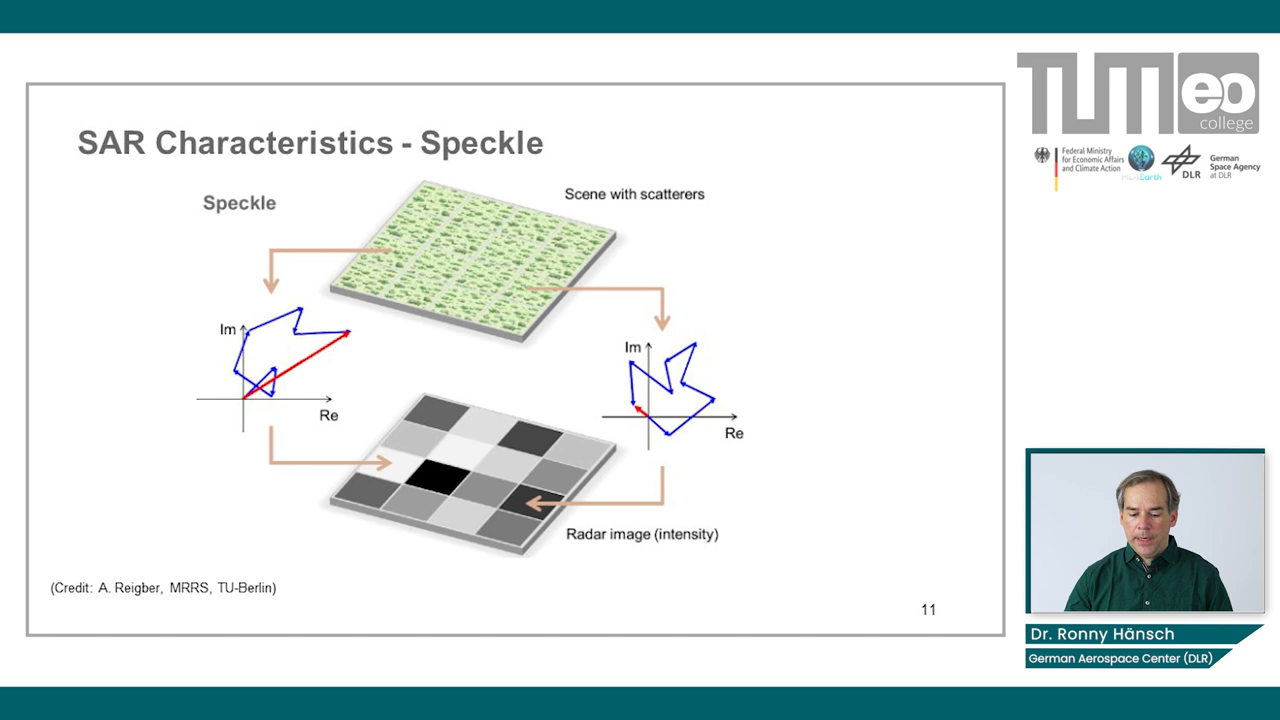 SAR Characteristics - Speckle
Speckle
Scene with scatterers
Im
Re
Im
Re
Radar image (intensity)
(Credit: A. Reigber, MRRS, TU-Berlin)
11
TUM eo
college
Federal Ministry
for Economic Affairs
and Climate Action
DLR
German
Space Agency
at DLR
Dr. Ronny Hänsch
German Aerospace Center (DLR)